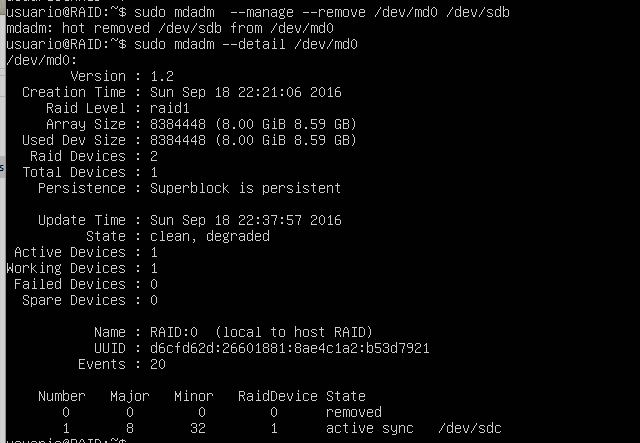 usuario@RAID:~$ sudo mdadm  --manage --remove /dev/md0 /dev/sdb
mdadm: hot removed /dev/sdb from /dev/md0
usuario@RAID:~$ sudo mdadm --detail /dev/md0
/dev/md0:
Version : 1.2
Creation Time : Sun Sep 18 22:21:06 2016
Raid Level : raid1
Array Size : 8384448 (8.00 GiB 8.59 GB)
Used Dev Size : 8384448 (8.00 GiB 8.59 GB)
Raid Devices : 2
Total Devices : 1
Persistence : Superblock is persistent
Update Time : Sun Sep 18 22:37:57 2016
State : clean, degraded
Active Devices : 1
Working Devices : 1
Failed Devices : 0
Spare Devices : 0
Name : RAID:0  (local to host RAID)
UUID : d6cfd62d:26601881:8ae4c1a2:b53d7921
Events : 20
Number   Major   Minor   RaidDevice State
0       0        0        0      removed
1       8       32        1      active sync   /dev/sdc
usuario@RAID:~$